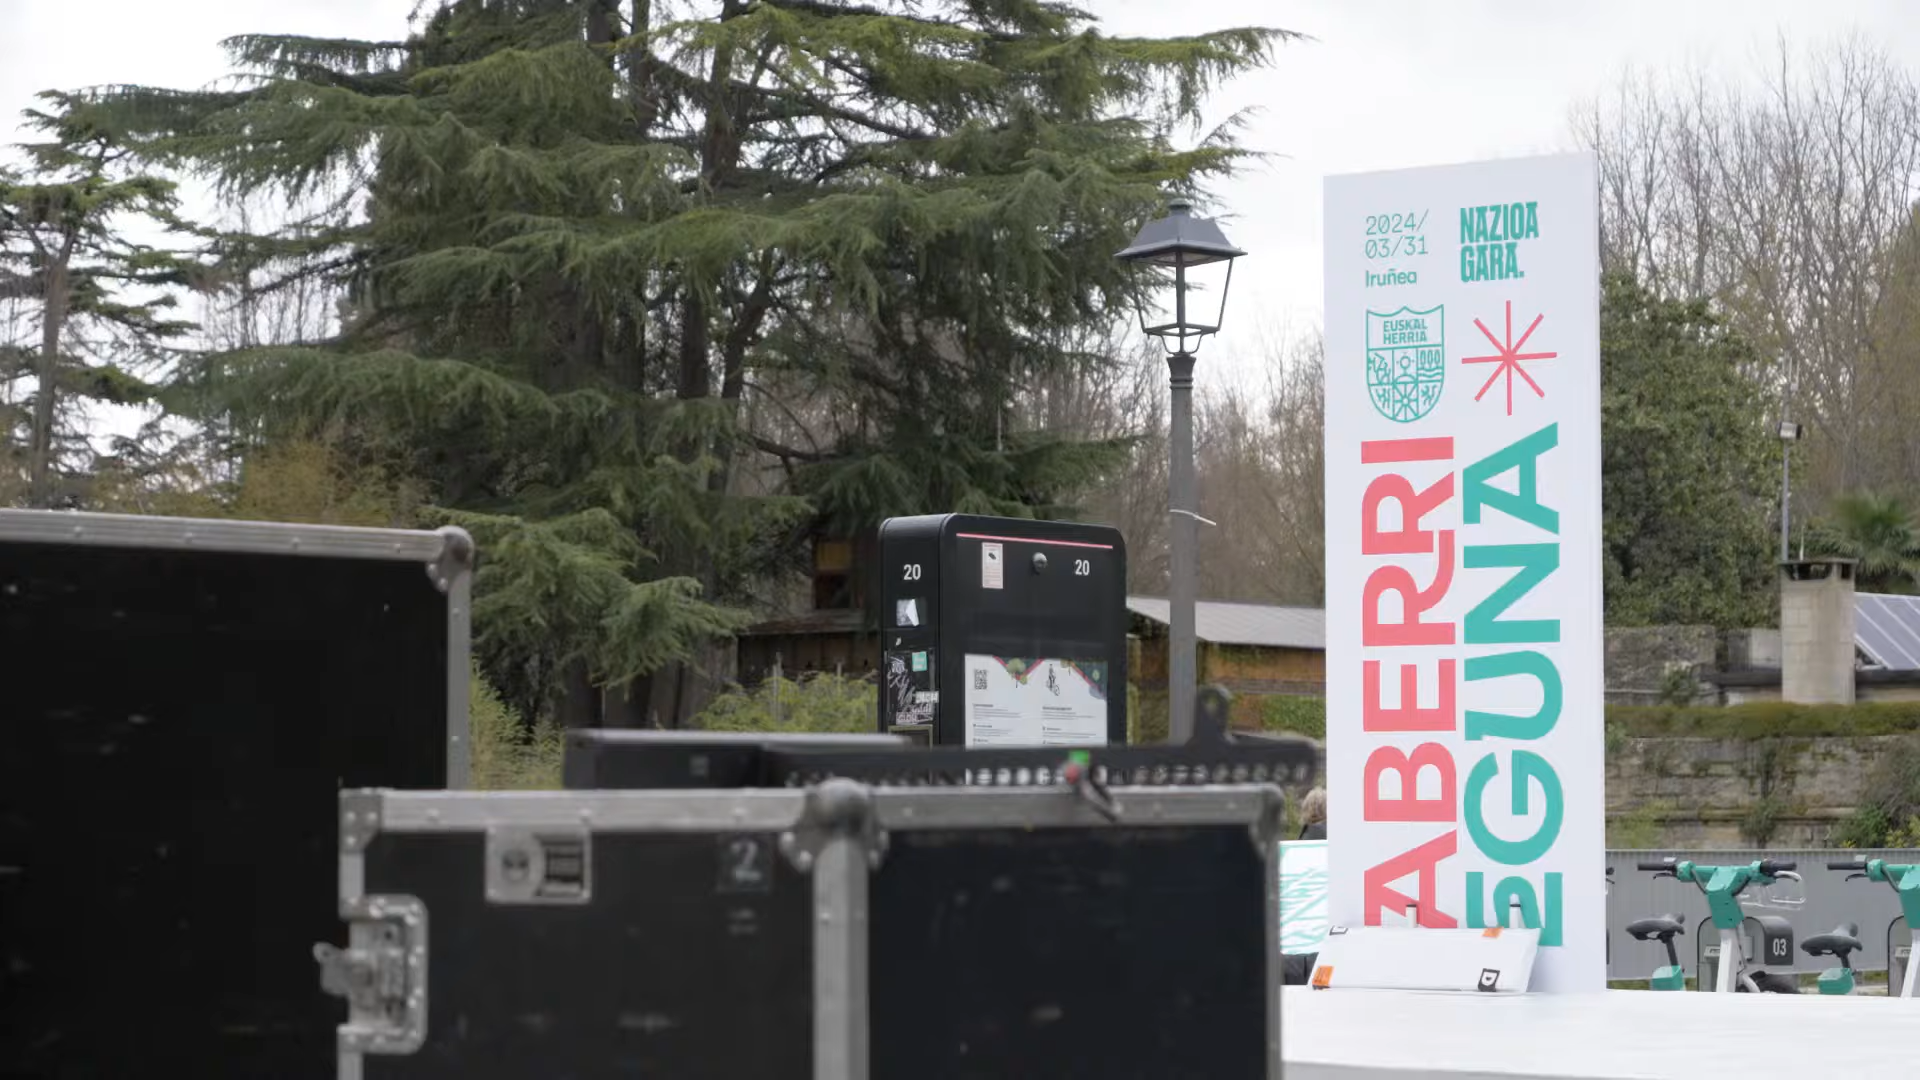 2024/
03/31
Iruñea
NAZIOA
GARA.
EUSKAL
HERRIA
ABERRI
EGUNA
20
20
2
03